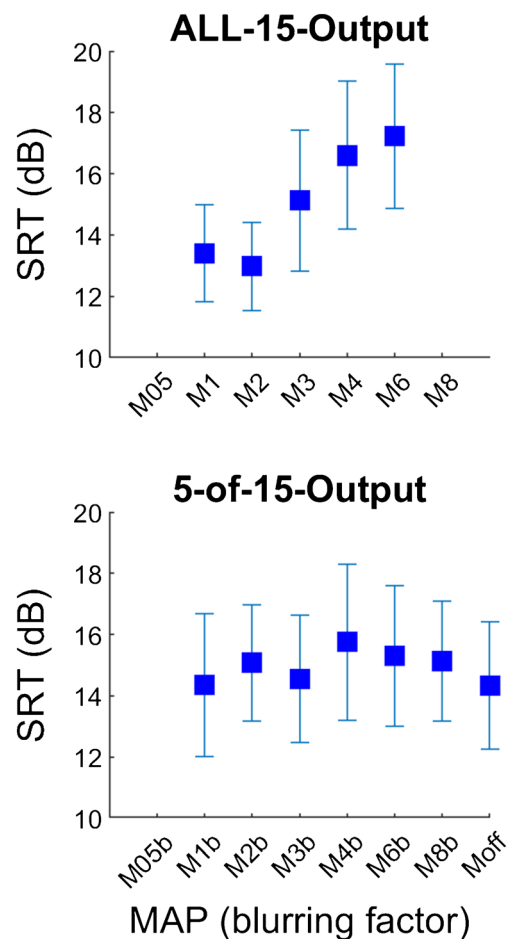 ALL-15-Output
SRT (dB)
20
18
16
14
12
10
M05 M1 M2 M3 M4 M6 M8
5-of-15-Output
SRT (dB)
20
18
16
14
12
10
M05b M1b M2b M3b M4b M6b M8b Moff
MAP (blurring factor)